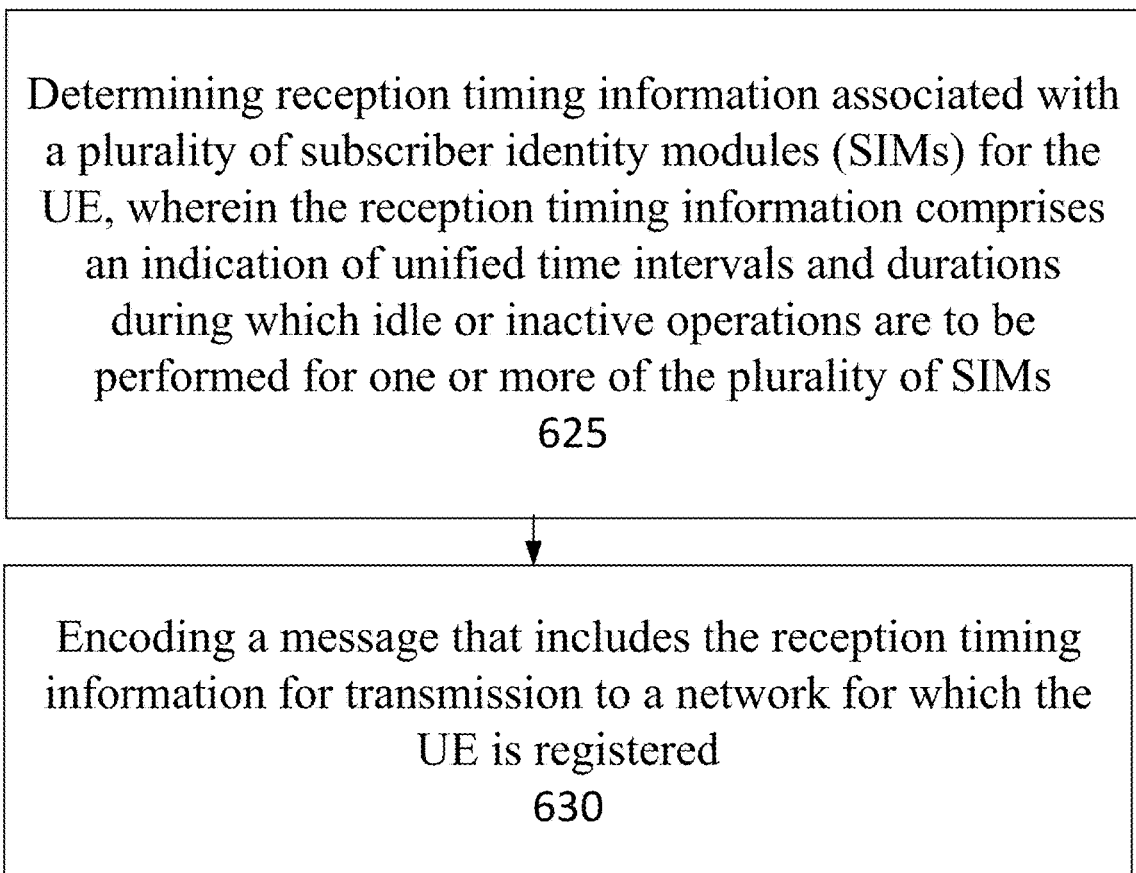 Determining reception timing information associated with
a plurality of subscriber identity modules (SIMs) for the
UE, wherein the reception timing information comprises
an indication of unified time intervals and durations
during which idle or inactive operations are to be
performed for one or more of the plurality of SIMs
625
Encoding a message that includes the reception timing
information for transmission to a network for which the
UE is registered
630